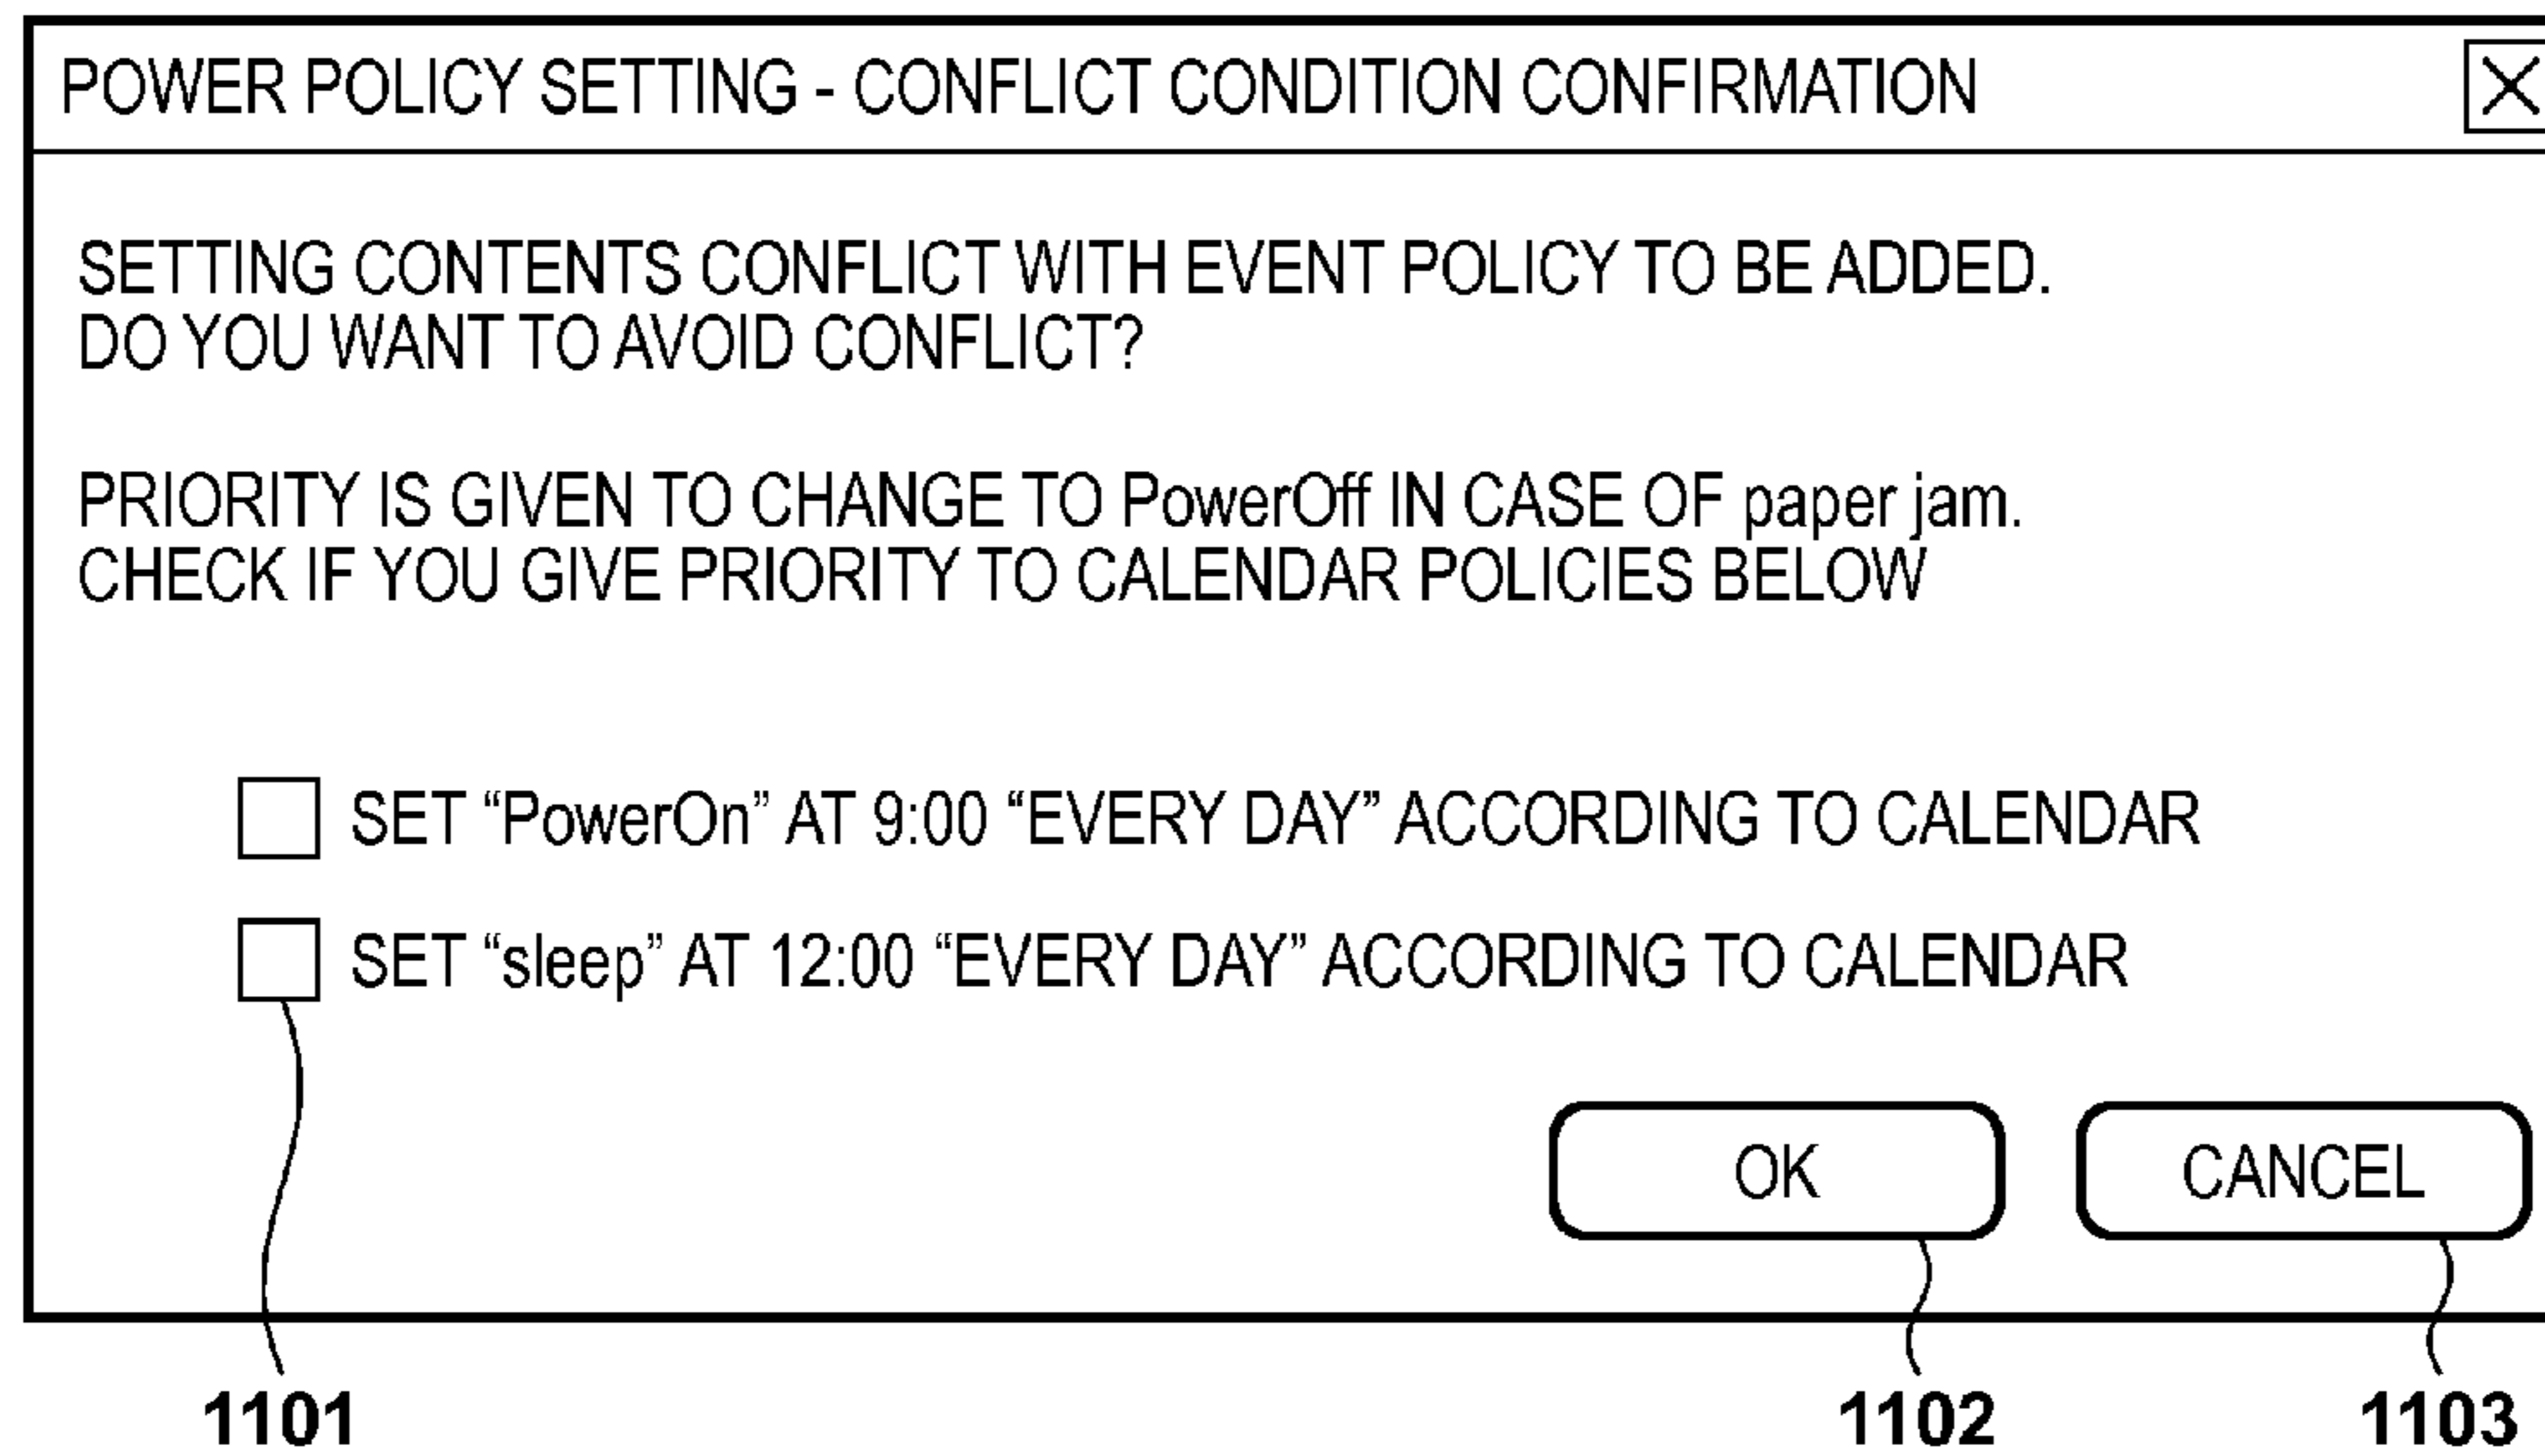 POWER POLICY SETTING - CONFLICT CONDITION CONFIRMATION
SETTING CONTENTS CONFLICT WITH EVENT POLICY TO BE ADDED.
DO YOU WANT TO AVOID CONFLICT?
PRIORITY IS GIVEN TO CHANGE TO PowerOff IN CASE OF paper jam.
CHECK IF YOU GIVE PRIORITY TO CALENDAR POLICIES BELOW
SET “PowerOn” AT 9:00 “EVERY DAY” ACCORDING TO CALENDAR
SET “sleep” AT 12:00 “EVERY DAY” ACCORDING TO CALENDAR
OK CANCEL
1101 1102 1103